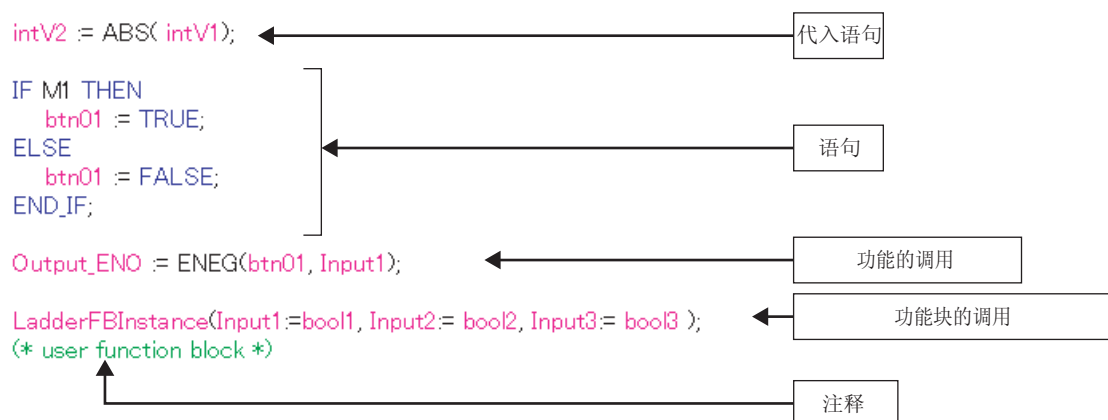 intV2 := ABS( intV1);
代入语句
IF M1 THEN
btn01 := TRUE;
ELSE
btn01 := FALSE;
END_IF;
语句
Output_ENO := ENEG(btn01, Input1);
功能的调用
LadderFBInstance(Input1:=bool1, Input2:= bool2, Input3:= bool3 );
功能块的调用
(* user function block *)
注释